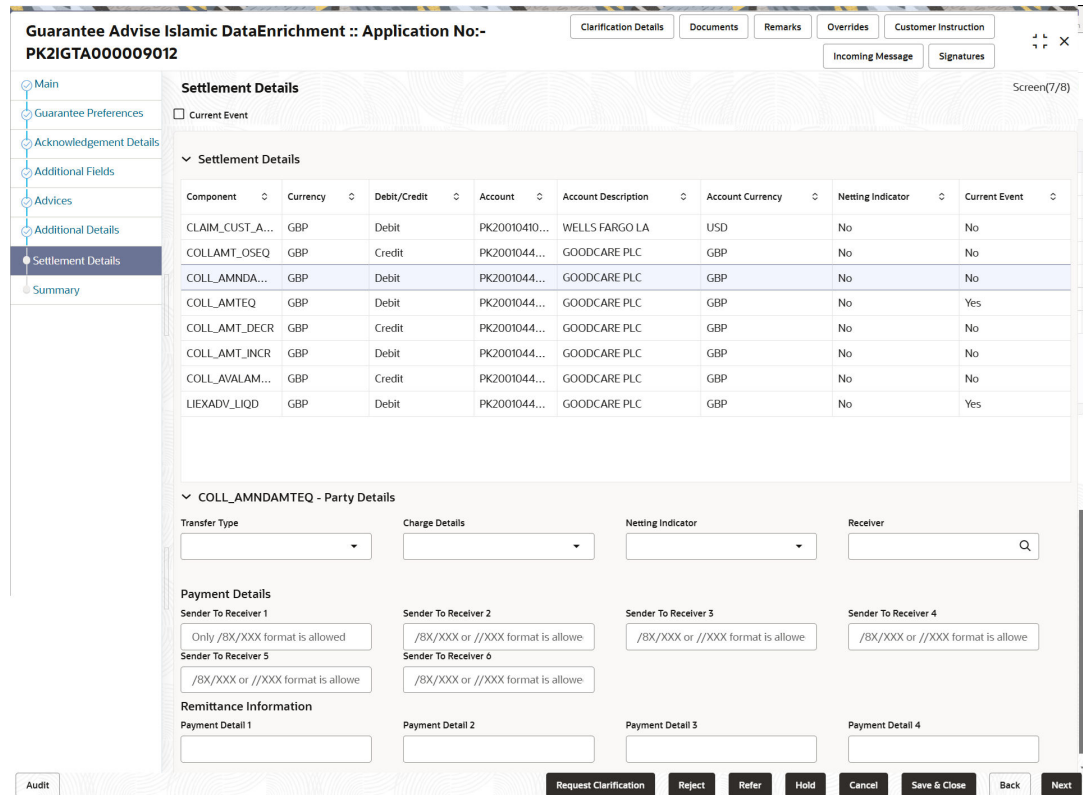 Guarantee Advise Islamic DataEnrichment :: Application No:-
PK2IGTA000009012
Clarification Details
Documents
Remarks
Overrides
Customer Instruction
Incoming Message
Signatures
Main
Guarantee Preferences
Acknowledgement Details
Additional Fields
Advices
Additional Details
Settlement Details
Summary
Settlement Details
Screen(7/8)
Current Event
Settlement Details
Component Currency Debit/Credit Account Account Description Account Currency Netting Indicator Current Event
CLAIM_CUST_A... GBP Debit PK20010410... WELLS FARGO LA USD No No
COLLAMT_OSEQ GBP Credit PK2001044... GOODCARE PLC GBP No No
COLL_AMNDA... GBP Debit PK2001044... GOODCARE PLC GBP No No
COLL_AMTEQ GBP Debit PK2001044... GOODCARE PLC GBP No Yes
COLL_AMT_DECR GBP Credit PK2001044... GOODCARE PLC GBP No No
COLL_AMT_INCR GBP Debit PK2001044... GOODCARE PLC GBP No No
COLL_AVALAM... GBP Credit PK2001044... GOODCARE PLC GBP No No
LIEXADV_LIQD GBP Debit PK2001044... GOODCARE PLC GBP No Yes
COLL_AMNDAMTEQ - Party Details
Transfer Type Charge Details Netting Indicator Receiver
Payment Details
Sender To Receiver 1 Sender To Receiver 2 Sender To Receiver 3 Sender To Receiver 4
Only /8X/XXX format is allowed /8X/XXX or //XXX format is allowe /8X/XXX or //XXX format is allowe /8X/XXX or //XXX format is allowe
Sender To Receiver 5 Sender To Receiver 6
/8X/XXX or //XXX format is allowe /8X/XXX or //XXX format is allowe
Remittance Information
Payment Detail 1 Payment Detail 2 Payment Detail 3 Payment Detail 4
Audit Request Clarification Reject Refer Hold Cancel Save & Close Back Next